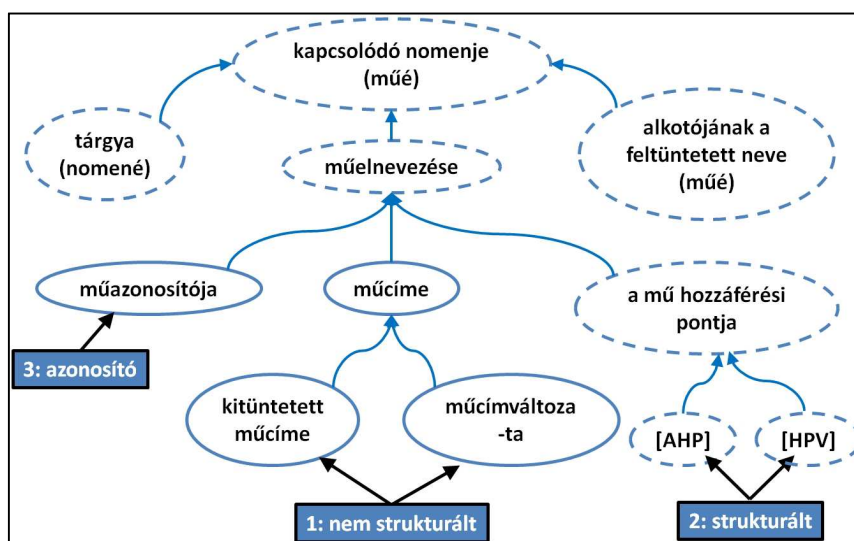 kapcsolódó nomenje
(műé)
tárgya
(nomené)
alkotójának a
feltüntetett neve
(műé)
műelnevezése
műazonosítója
műcíme
a mű hozzáférési
pontja
3: azonosító
kitüntetett
műcíme
műcímváltoza
-ta
[AHP]
[HPV]
1: nem strukturált
2: strukturált